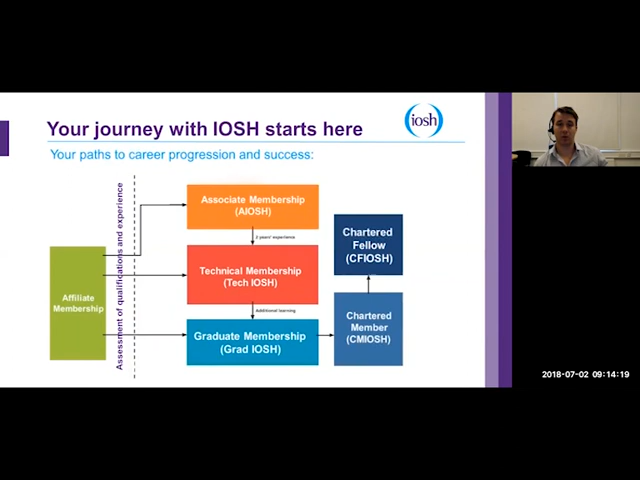 Your journey with IOSH starts here
iosh
Your paths to career progression and success:
Assessment of qualifications and experience
Affiliate
Membership
Associate Membership
(AIOSH)
2 years' experience
Technical Membership
(Tech IOSH)
Additional learning
Graduate Membership
(Grad IOSH)
Chartered
Fellow
(CFIOSH)
Chartered
Member
(CMIOSH)
2018-07-02 09:14:19